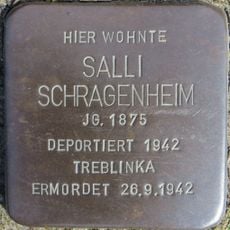 HIER WOHNTE
SALLI
SCHRAGENHEIM
JG. 1875
DEPORTIERT 1942
TREBLINKA
ERMORDET 26.9.1942